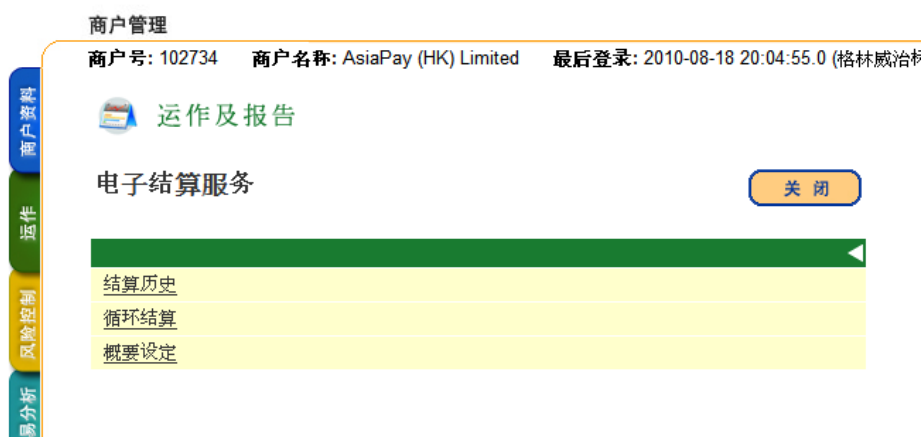 商户管理
商户号: 102734 商户名称: AsiaPay (HK) Limited 最后登录: 2010-08-18 20:04:55.0 (格林威治
商户资料
运作及报告
电子结算服务
关 闭
运作
结算历史
循环结算
概要设定
风险控制
易分析